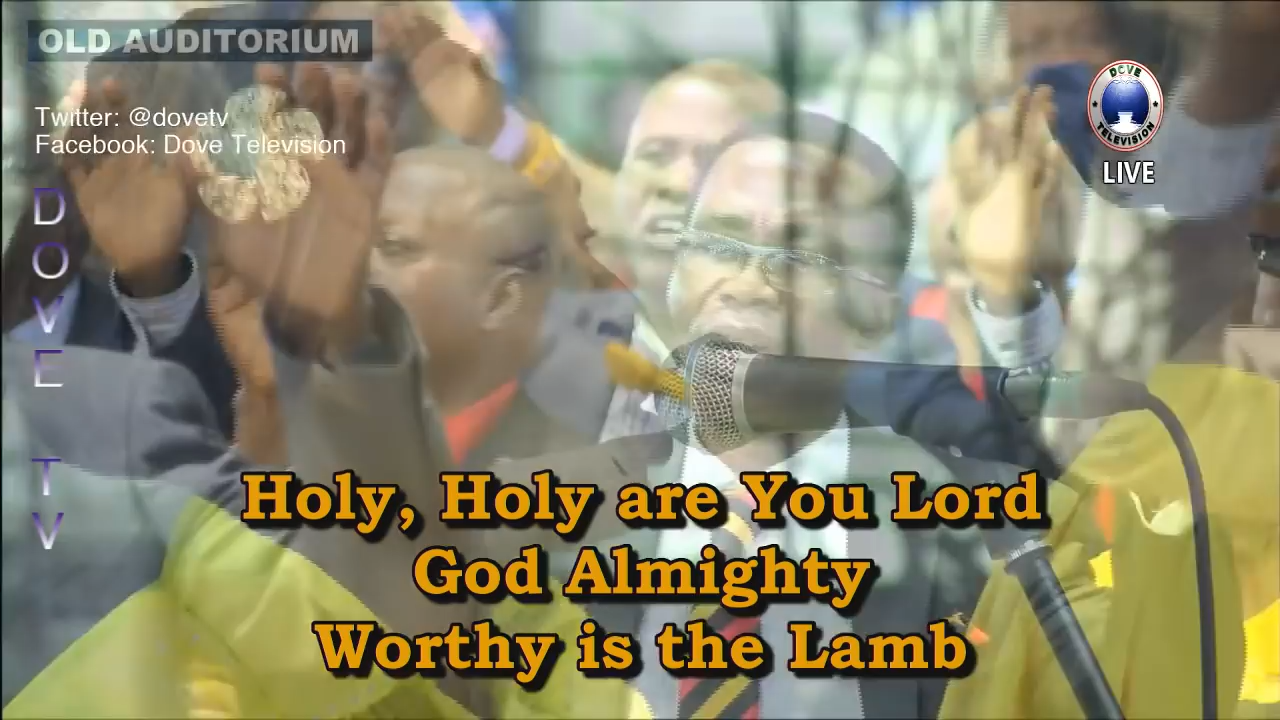 OLD AUDITORIUM
Twitter: @dovetv
Facebook: Dove Television
DOVE TV
DOVE
TELEVISION
LIVE
Holy, Holy are You Lord
God Almighty
Worthy is the Lamb